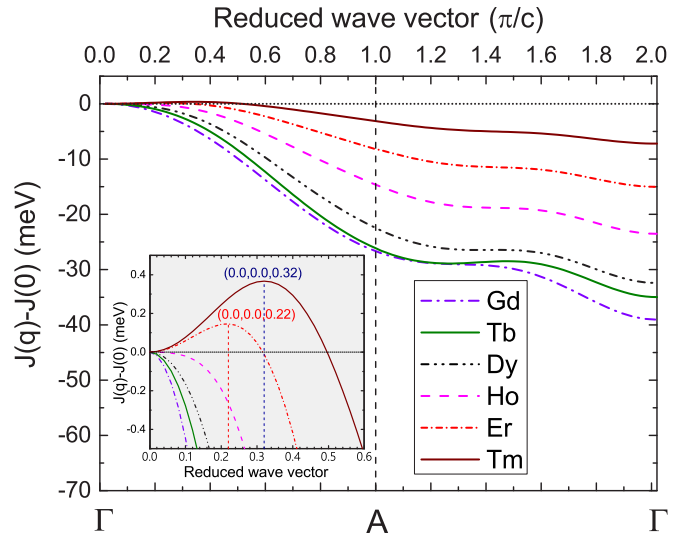 Reduced wave vector (π/c)
0.0 0.2 0.4 0.6 0.8 1.0 1.2 1.4 1.6 1.8 2.0
J(q)-J(0) (meV)
0
-10
-20
-30
-40
-50
-60
-70
(0.0,0.0,0.32)
(0.0,0.0,0.22)
J(q)-J(0) (meV)
0.4
0.2
0.0
-0.2
-0.4
0.0 0.1 0.2 0.3 0.4 0.5 0.6
Reduced wave vector
Gd
Tb
Dy
Ho
Er
Tm
Γ A Γ